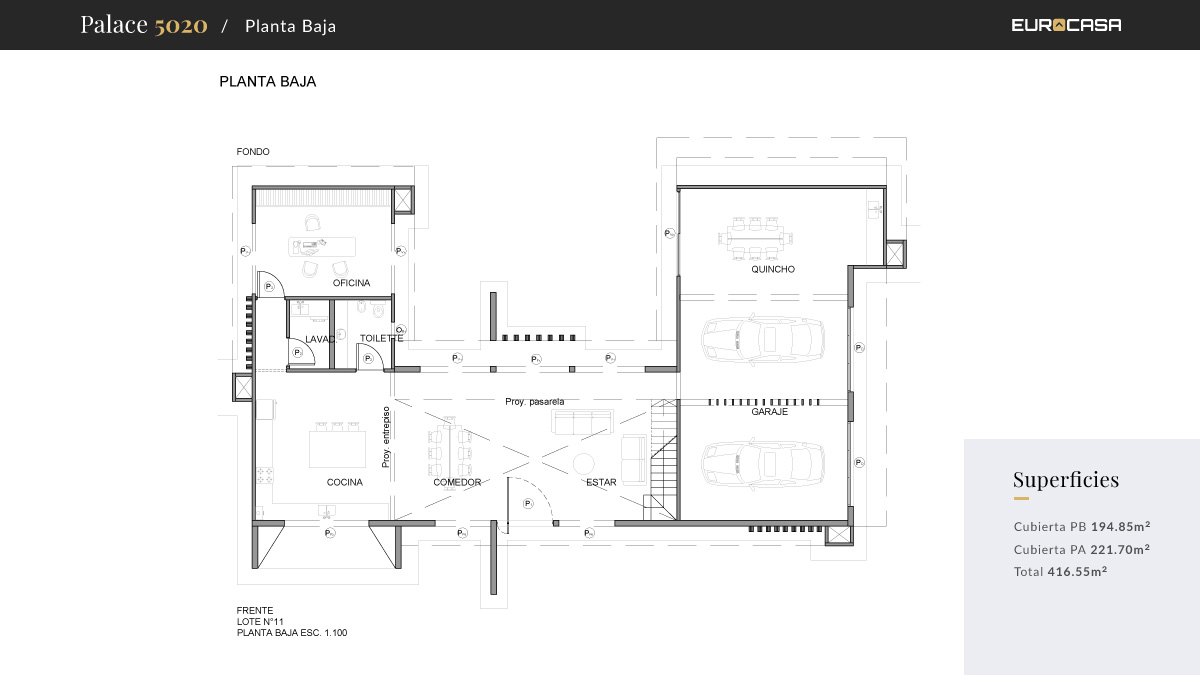 Palace 5020 / Planta Baja
EUROCASA
PLANTA BAJA
FONDO
OFICINA
QUINCHO
LAVAD.
TOILETTE
Proy. pasarela
GARAJE
Proy. entrepiso
COCINA
COMEDOR
ESTAR
Superficies
Cubierta PB 194.85m²
Cubierta PA 221.70m²
Total 416.55m²
FRENTE
LOTE N°11
PLANTA BAJA ESC. 1.100